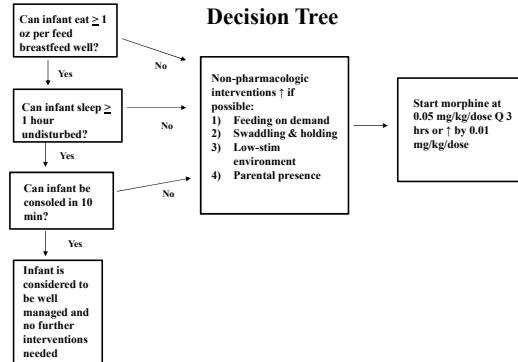 Decision Tree
Can infant eat ≥ 1
oz per feed
breastfeed well?
No
Yes
Can infant sleep ≥
1 hour
undisturbed?
No
Yes
Can infant be
consoled in 10
min?
No
Yes
Infant is
considered to
be well
managed and
no further
interventions
needed
Non-pharmacologic
interventions ↑ if
possible:
1) Feeding on demand
2) Swaddling & holding
3) Low-stim
environment
4) Parental presence
Start morphine at
0.05 mg/kg/dose Q 3
hrs or ↑ by 0.01
mg/kg/dose